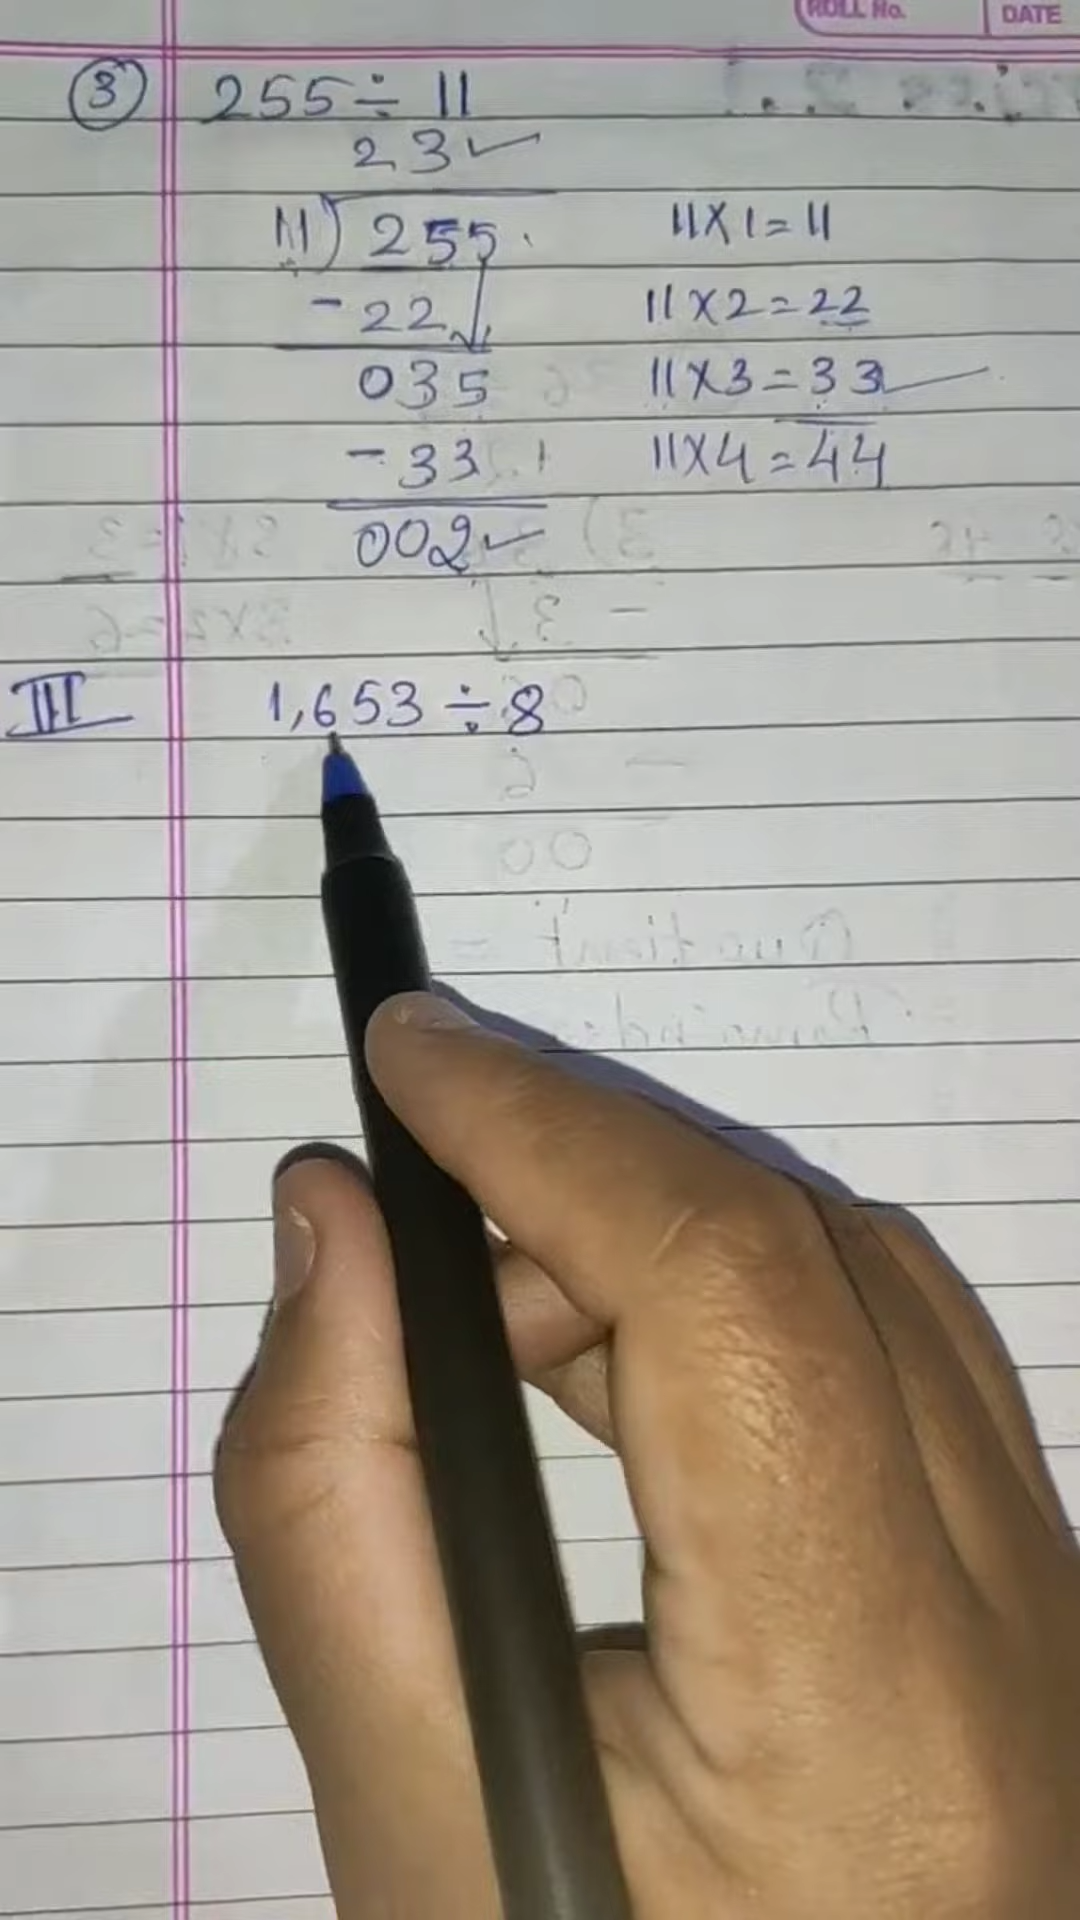 ROLL No. DATE
③ 255 ÷ 11
23
11) 255 11×1=11
-22 11×2=22
035 11×3=33
-33 11×4=44
002
III 1,653 ÷ 8